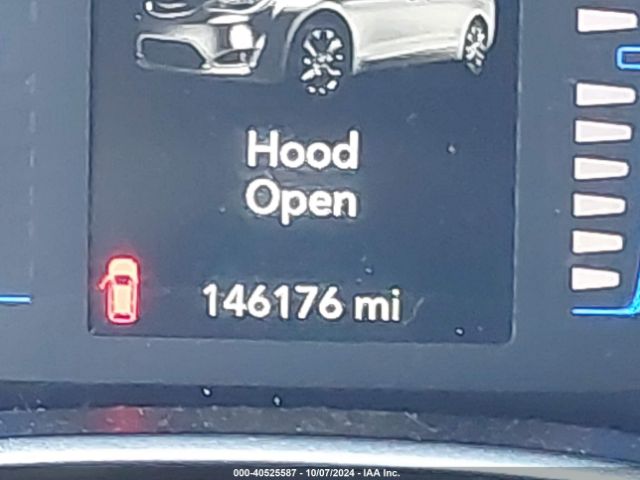 Hood
Open
146176 mi
000-40525587 - 10/07/2024 - IAA Inc.